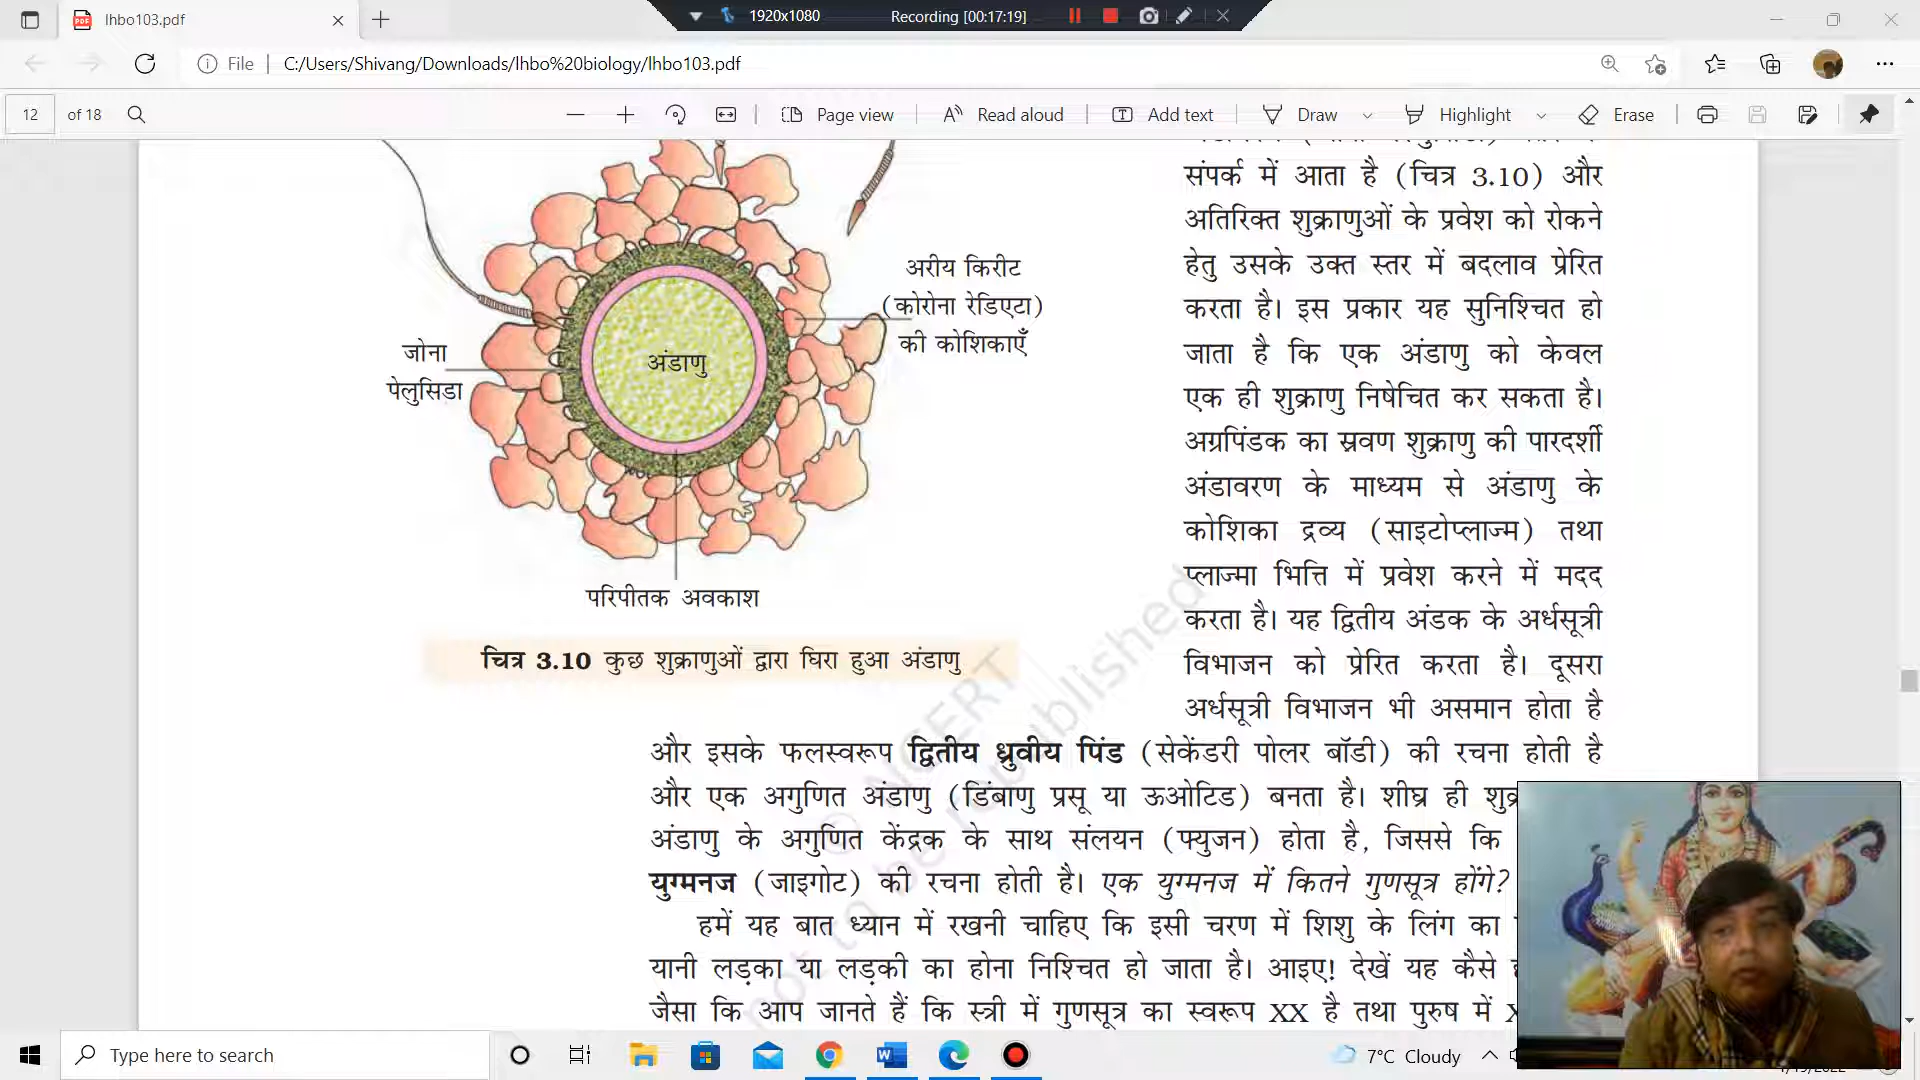 lhbo103.pdf
1920x1080
Recording [00:17:19]
File
C:/Users/Shivang/Downloads/lhbo%20biology/lhbo103.pdf
12 of 18
Page view
Read aloud
Add text
Draw
Highlight
Erase
अरीय किरीट
(कोरोना रेडिएटा)
की कोशिकाएँ
जोना
पेलुसिडा
अंडाणु
परिपीतक अवकाश
चित्र 3.10 कुछ शुक्राणुओं द्वारा घिरा हुआ अंडाणु
संपर्क में आता है (चित्र 3.10) और
अतिरिक्त शुक्राणुओं के प्रवेश को रोकने
हेतु उसके उक्त स्तर में बदलाव प्रेरित
करता है। इस प्रकार यह सुनिश्चित हो
जाता है कि एक अंडाणु को केवल
एक ही शुक्राणु निषेचित कर सकता है।
अग्रपिंडक का स्रवण शुक्राणु की पारदर्शी
अंडावरण के माध्यम से अंडाणु के
कोशिका द्रव्य (साइटोप्लाज्म) तथा
प्लाज्मा भित्ति में प्रवेश करने में मदद
करता है। यह द्वितीय अंडक के अर्धसूत्री
विभाजन को प्रेरित करता है। दूसरा
अर्धसूत्री विभाजन भी असमान होता है
और इसके फलस्वरूप द्वितीय ध्रुवीय पिंड (सेकेंडरी पोलर बॉडी) की रचना होती है
और एक अगुणित अंडाणु (डिंबाणु प्रसू या ऊओटिड) बनता है। शीघ्र ही
अंडाणु के अगुणित केंद्रक के साथ संलयन (फ्युजन) होता है, जिससे कि
युग्मनज (जाइगोट) की रचना होती है। एक युग्मनज में कितने गुणसूत्र होंगे?
हमें यह बात ध्यान में रखनी चाहिए कि इसी चरण में शिशु के लिंग का
यानी लड़का या लड़की का होना निश्चित हो जाता है। आइए! देखें यह कैसे
जैसा कि आप जानते हैं कि स्त्री में गुणसूत्र का स्वरूप XX है तथा पुरुष में
© NCERT
not to be republished
Type here to search
7°C Cloudy